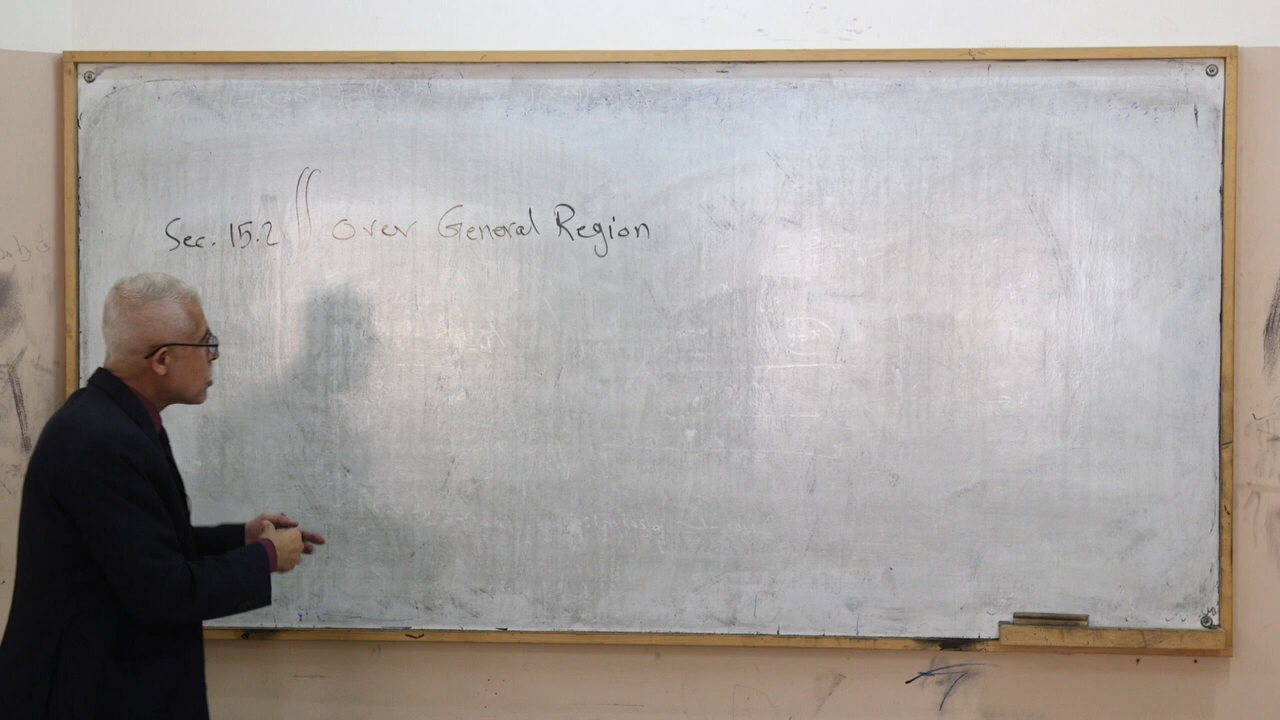 Sec. 15.2 ∬ over General Region